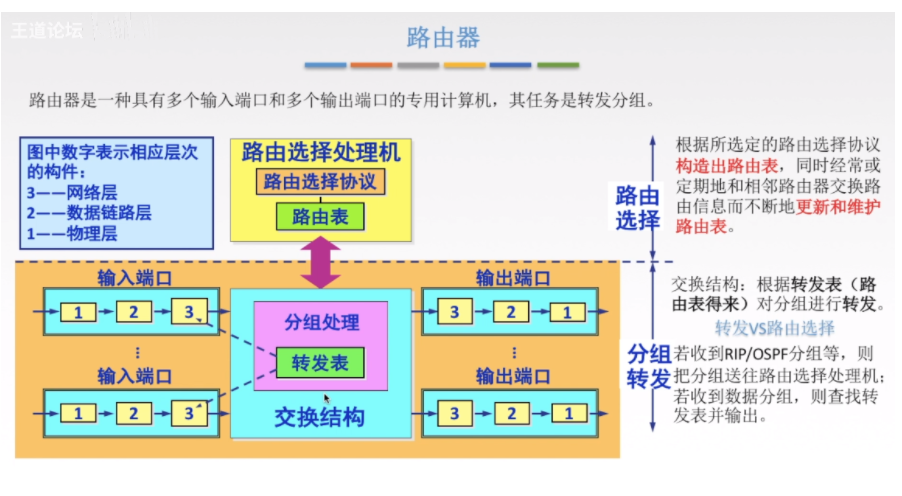 王道论坛
路由器
路由器是一种具有多个输入端口和多个输出端口的专用计算机，其任务是转发分组。
图中数字表示相应层次
的构件：
3——网络层
2——数据链路层
1——物理层
路由选择处理机
路由选择协议
路由表
路由
选择
根据所选定的路由选择协议
构造出路由表，同时经常或
定期地和相邻路由器交换路
由信息而不断地更新和维护
路由表。
输入端口
1
2
3
⋮
输入端口
1
2
3
分组处理
转发表
交换结构
输出端口
3
2
1
⋮
输出端口
3
2
1
分组
转发
交换结构：根据转发表（路
由表得来）对分组进行转发。
转发VS路由选择
若收到RIP/OSPF分组等，则
把分组送往路由选择处理机；
若收到数据分组，则查找转
发表并输出。